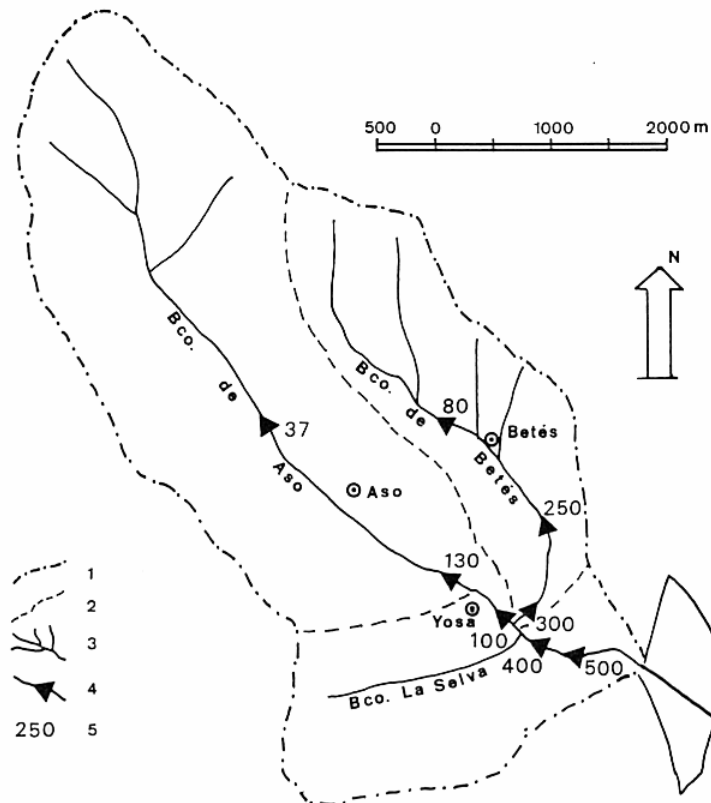 500 0 1000 2000 m
N
Bco. de Aso
Bco. de Betés
80
Betés
37
Aso
250
130
Yosa
100
300
400
500
Bco. La Selva
1
2
3
4
250 5